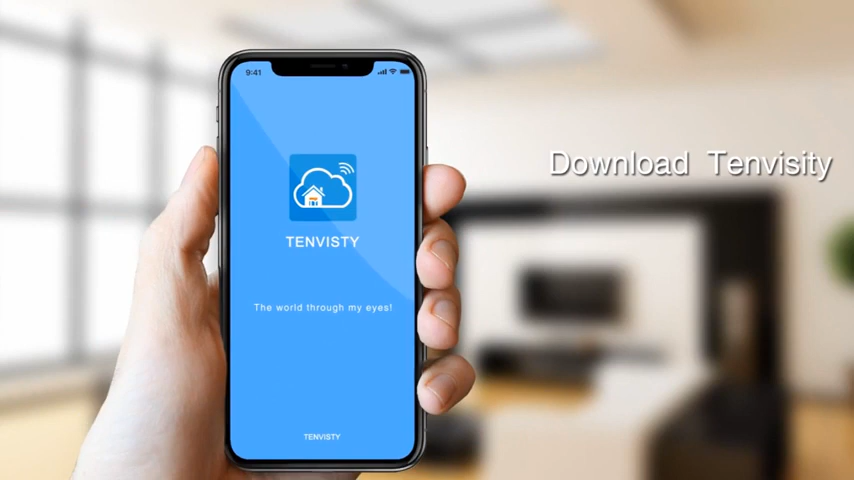 9:41
Download Tenvisity
TENVISTY
The world through my eyes!
TENVISTY